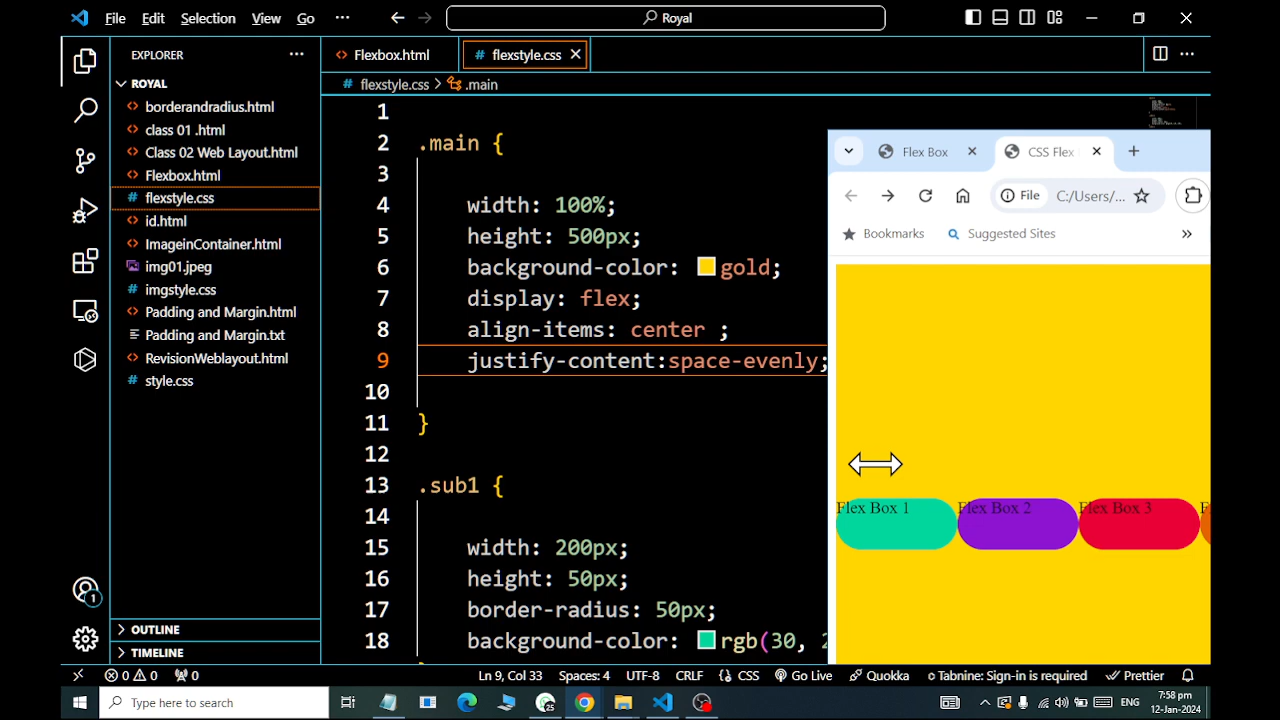 File Edit Selection View Go ··· Royal
EXPLORER ···
Flexbox.html # flexstyle.css
ROYAL
# flexstyle.css > .main
borderandradius.html
class 01 .html
Class 02 Web Layout.html
Flexbox.html
# flexstyle.css
id.html
ImageinContainer.html
img01.jpeg
# imgstyle.css
Padding and Margin.html
Padding and Margin.txt
RevisionWeblayout.html
# style.css
OUTLINE
TIMELINE
1
1
2 .main {
3
4 width: 100%;
5 height: 500px;
6 background-color: gold;
7 display: flex;
8 align-items: center ;
9 justify-content:space-evenly;
10
11 }
12
13 .sub1 {
14
15 width: 200px;
16 height: 50px;
17 border-radius: 50px;
18 background-color: rgb(30, 2
Flex Box CSS Flex
File C:/Users/...
Bookmarks Suggested Sites »
Flex Box 1 Flex Box 2 Flex Box 3 F
0 0 0 Ln 9, Col 33 Spaces: 4 UTF-8 CRLF {} CSS Go Live Quokka Tabnine: Sign-in is required Prettier
Type here to search
ENG
7:58 pm
12-Jan-2024